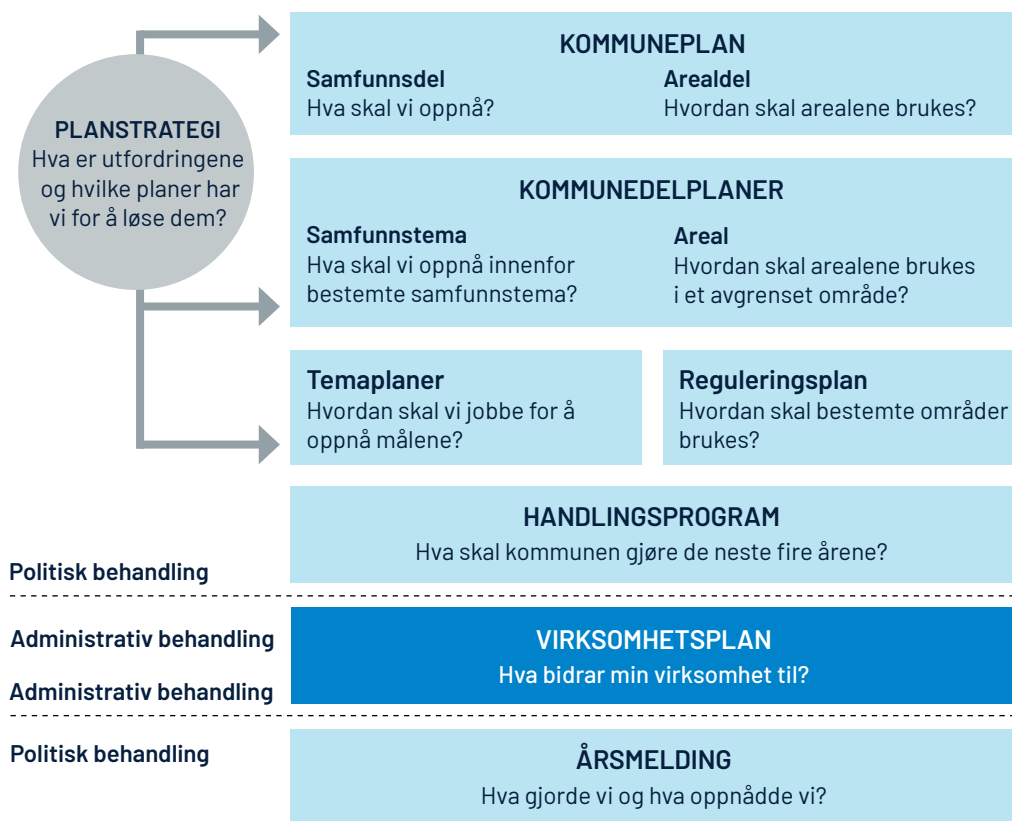 PLANSTRATEGI
Hva er utfordringene
og hvilke planer har
vi for å løse dem?
KOMMUNEPLAN
Samfunnsdel
Hva skal vi oppnå?
Arealdel
Hvordan skal arealene brukes?
KOMMUNEDELPLANER
Samfunnstema
Hva skal vi oppnå innenfor
bestemte samfunnstema?
Areal
Hvordan skal arealene brukes
i et avgrenset område?
Temaplaner
Hvordan skal vi jobbe for å
oppnå målene?
Reguleringsplan
Hvordan skal bestemte områder
brukes?
HANDLINGSPROGRAM
Hva skal kommunen gjøre de neste fire årene?
Politisk behandling
Administrativ behandling
VIRKSOMHETSPLAN
Hva bidrar min virksomhet til?
Administrativ behandling
Politisk behandling
ÅRSMELDING
Hva gjorde vi og hva oppnådde vi?